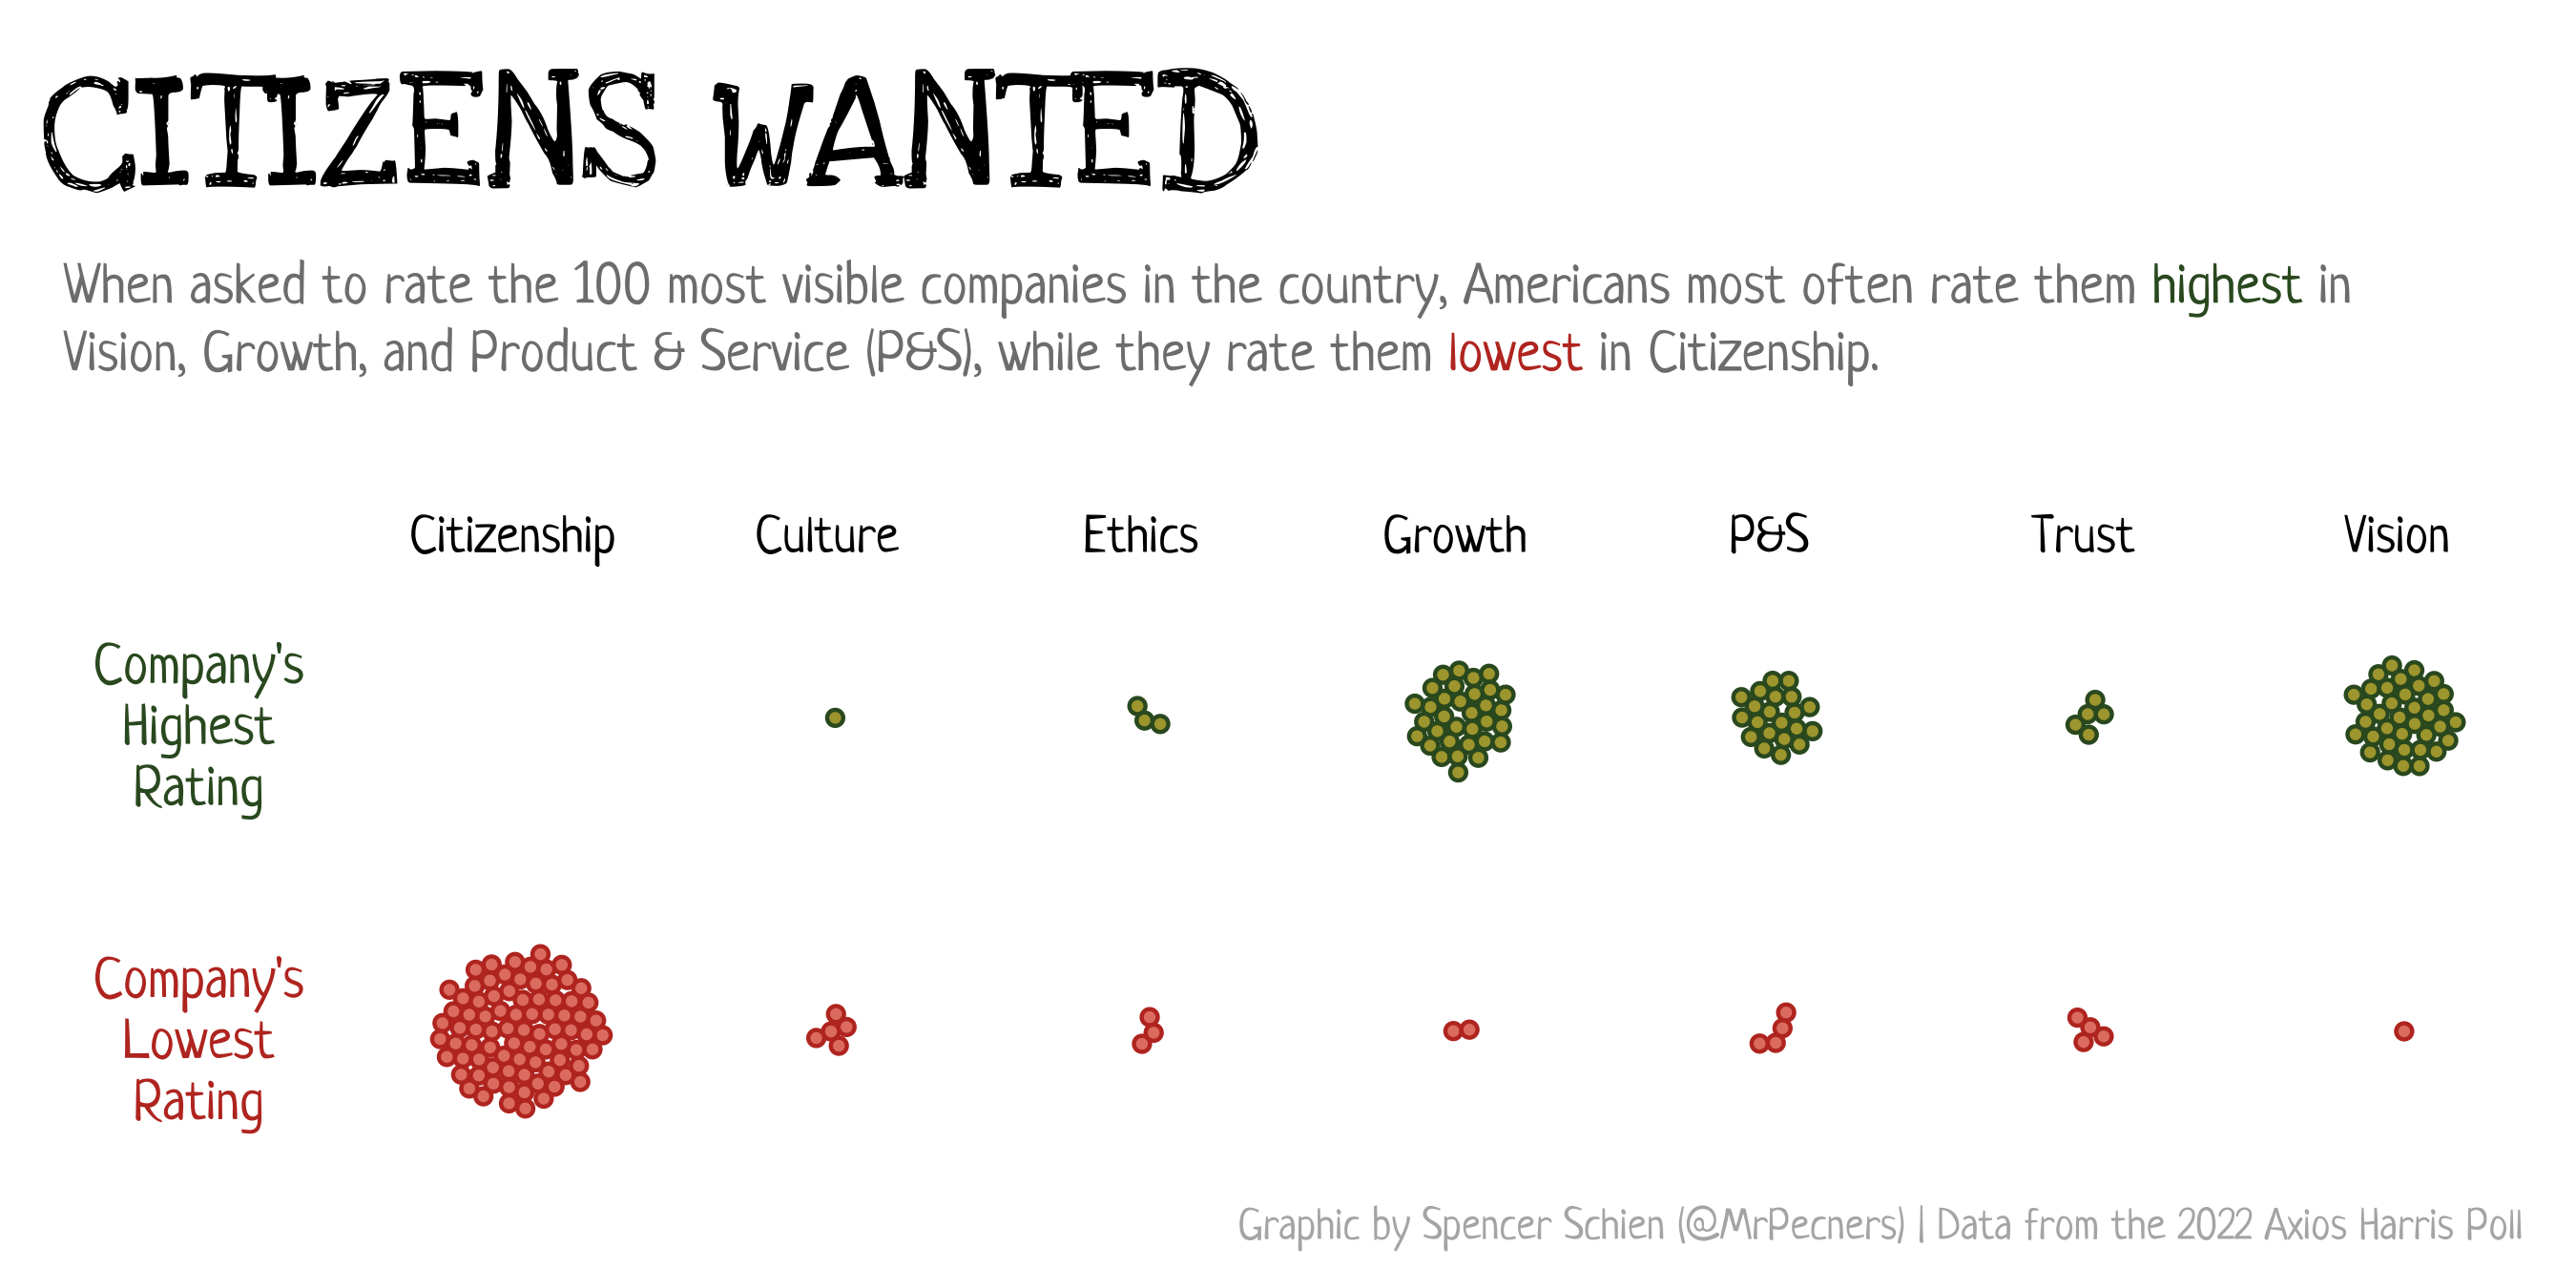 CITIZENS WANTED
When asked to rate the 100 most visible companies in the country, Americans most often rate them highest in
Vision, Growth, and Product & Service (P&S), while they rate them lowest in Citizenship.
Citizenship Culture Ethics Growth P&S Trust Vision
Company's
Highest
Rating
Company's
Lowest
Rating
Graphic by Spencer Schien (@MrPecners) | Data from the 2022 Axios Harris Poll